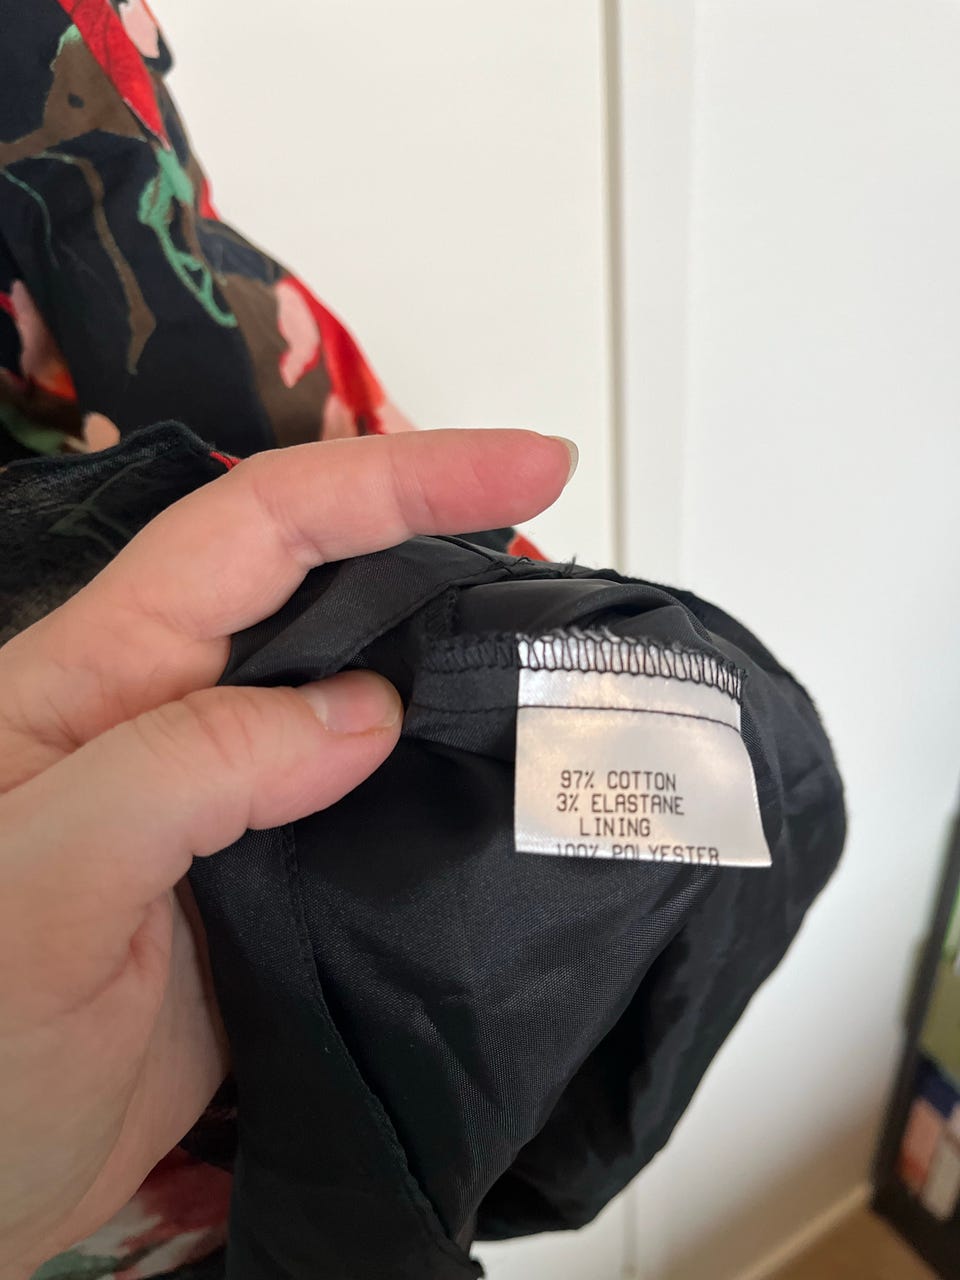 97% COTTON
3% ELASTANE
LINING
100% POLYESTER